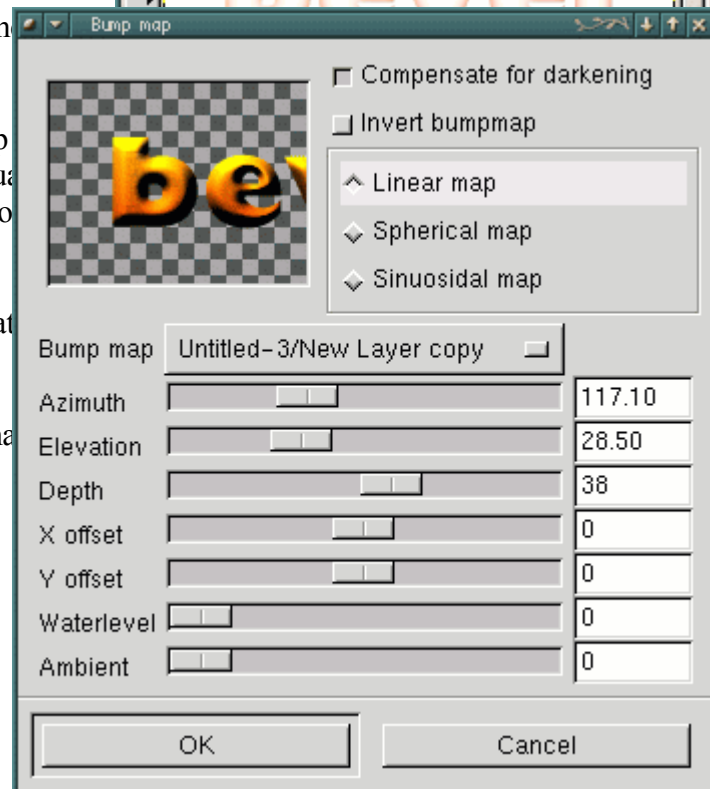 Bump map
Compensate for darkening
Invert bumpmap
bev
Linear map
Spherical map
Sinuosidal map
Bump map Untitled-3/New Layer copy
Azimuth 117.10
Elevation 28.50
Depth 38
X offset 0
Y offset 0
Waterlevel 0
Ambient 0
OK Cancel